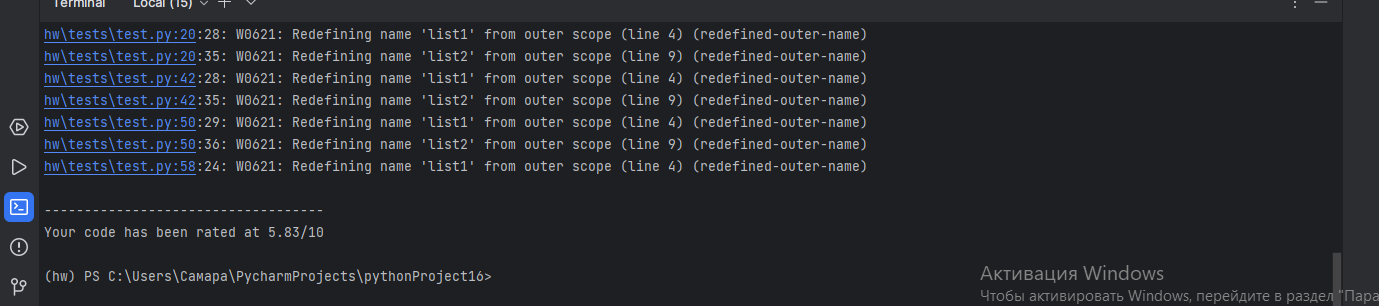 Terminal Local (15)
hw\tests\test.py:20:28: W0621: Redefining name 'list1' from outer scope (line 4) (redefined-outer-name)
hw\tests\test.py:20:35: W0621: Redefining name 'list2' from outer scope (line 9) (redefined-outer-name)
hw\tests\test.py:42:28: W0621: Redefining name 'list1' from outer scope (line 4) (redefined-outer-name)
hw\tests\test.py:42:35: W0621: Redefining name 'list2' from outer scope (line 9) (redefined-outer-name)
hw\tests\test.py:50:29: W0621: Redefining name 'list1' from outer scope (line 4) (redefined-outer-name)
hw\tests\test.py:50:36: W0621: Redefining name 'list2' from outer scope (line 9) (redefined-outer-name)
hw\tests\test.py:58:24: W0621: Redefining name 'list1' from outer scope (line 4) (redefined-outer-name)
-----------------------------------
Your code has been rated at 5.83/10
(hw) PS C:\Users\Самара\PycharmProjects\pythonProject16>
Активация Windows
Чтобы активировать Windows, перейдите в раздел "Пара